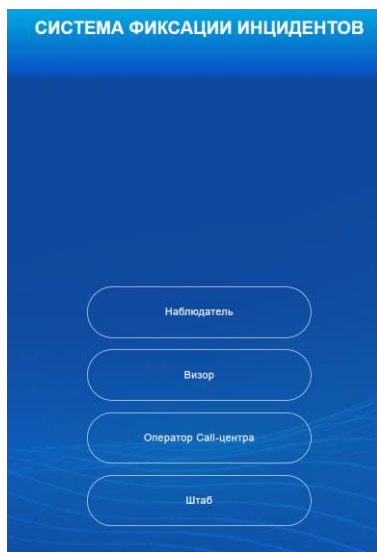 СИСТЕМА ФИКСАЦИИ ИНЦИДЕНТОВ
Наблюдатель
Визор
Оператор Call-центра
Штаб